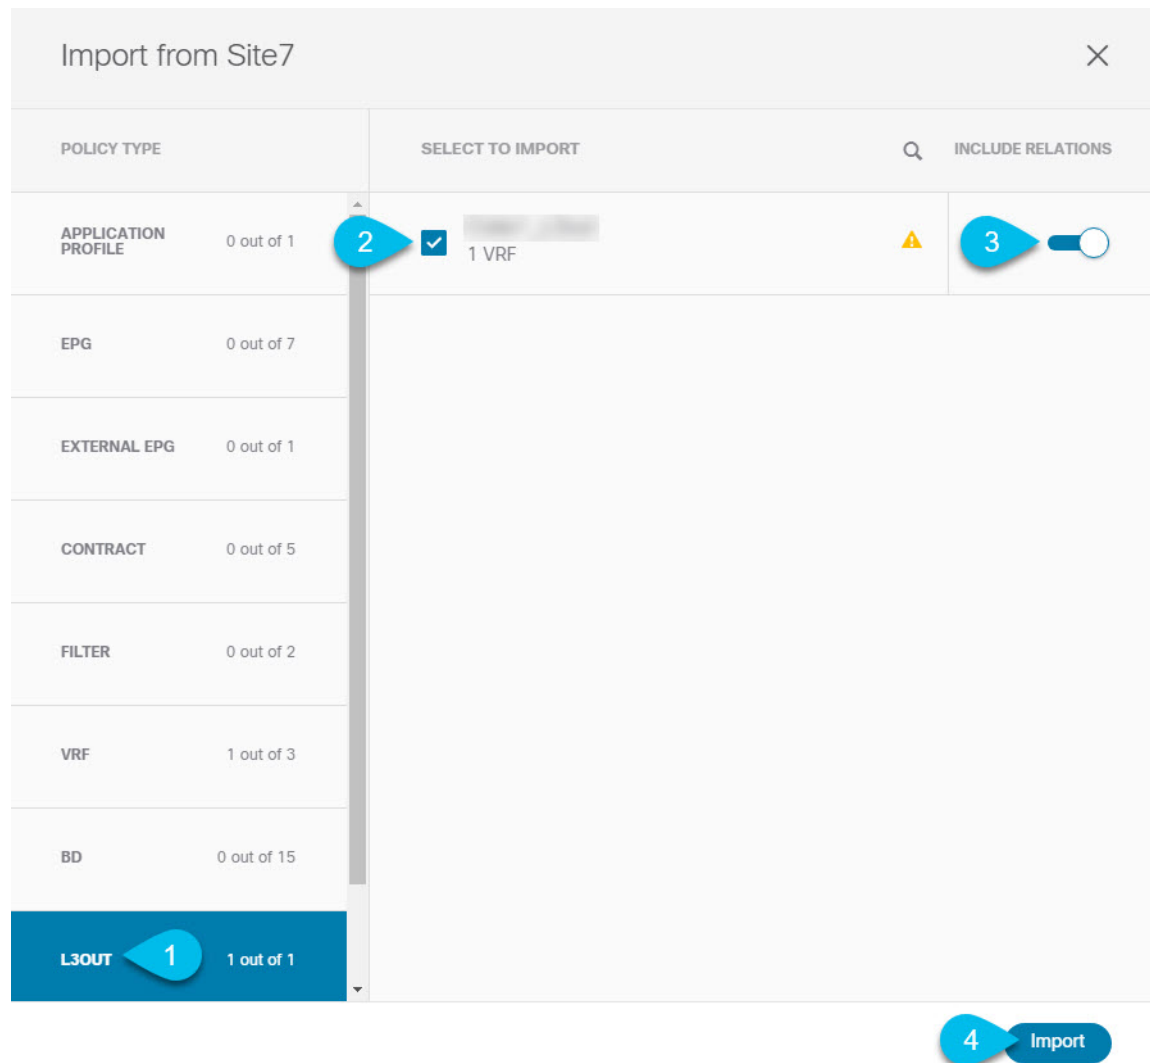 Import from Site7
POLICY TYPE
SELECT TO IMPORT
INCLUDE RELATIONS
APPLICATION
PROFILE
0 out of 1
2
1 VRF
3
EPG
0 out of 7
EXTERNAL EPG
0 out of 1
CONTRACT
0 out of 5
FILTER
0 out of 2
VRF
1 out of 3
BD
0 out of 15
L3OUT
1
1 out of 1
4
Import